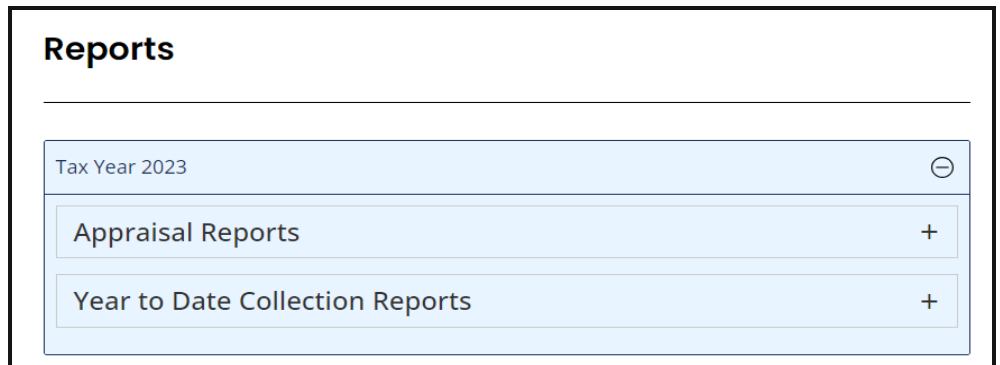 Reports
Tax Year 2023
Appraisal Reports
Year to Date Collection Reports